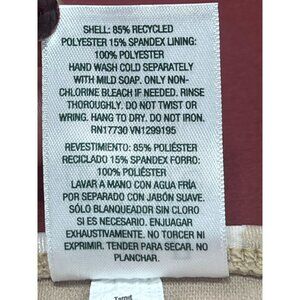 SHELL: 85% RECYCLED
POLYESTER 15% SPANDEX LINING:
100% POLYESTER
HAND WASH COLD SEPARATELY
WITH MILD SOAP. ONLY NON-
CHLORINE BLEACH IF NEEDED. RINSE
THOROUGHLY. DO NOT TWIST OR
WRING. HANG TO DRY. DO NOT IRON.
RN17730 VN1299195
REVESTIMIENTO: 85% POLIÉSTER
RECICLADO 15% SPANDEX FORRO:
100% POLIÉSTER
LAVAR A MANO CON AGUA FRÍA
POR SEPARADO CON JABÓN SUAVE.
SÓLO BLANQUEADOR SIN CLORO
SI ES NECESARIO. ENJUAGAR
EXHAUSTIVAMENTE. NO TORCER NI
EXPRIMIR. TENDER PARA SECAR. NO
PLANCHAR.